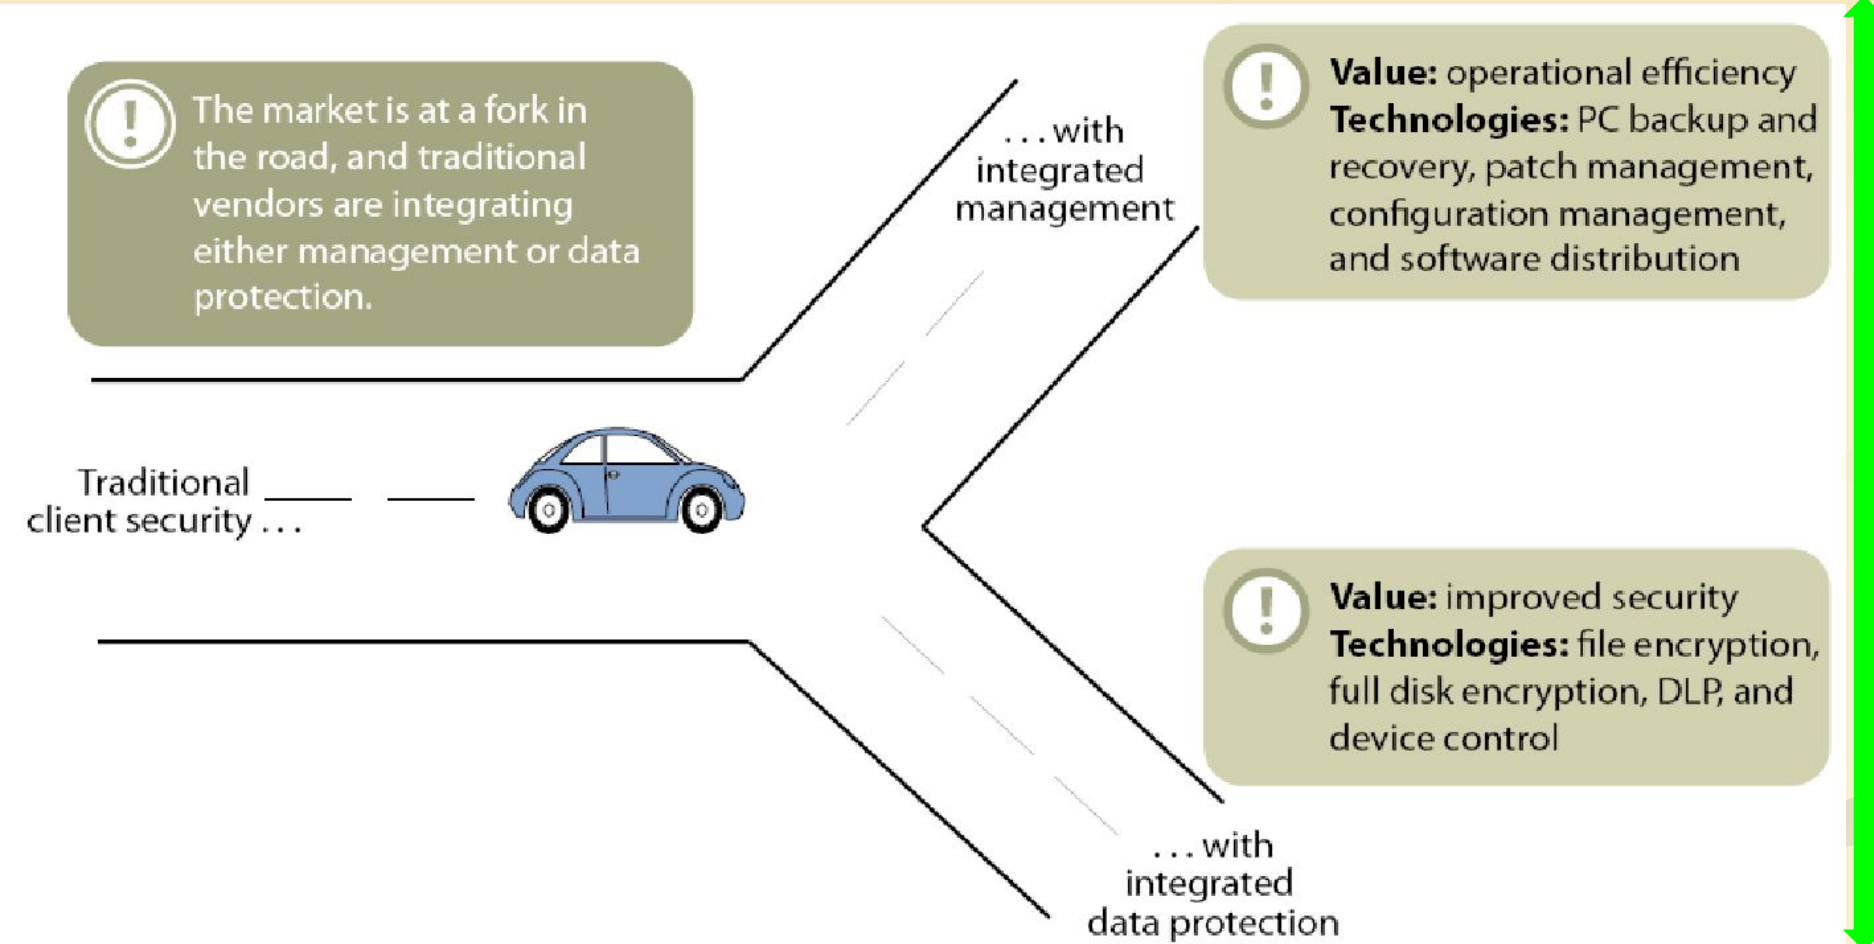 The market is at a fork in
the road, and traditional
vendors are integrating
either management or data
protection.
...with
integrated
management
Value: operational efficiency
Technologies: PC backup and
recovery, patch management,
configuration management,
and software distribution
Traditional
client security ...
Value: improved security
Technologies: file encryption,
full disk encryption, DLP, and
device control
...with
integrated
data protection